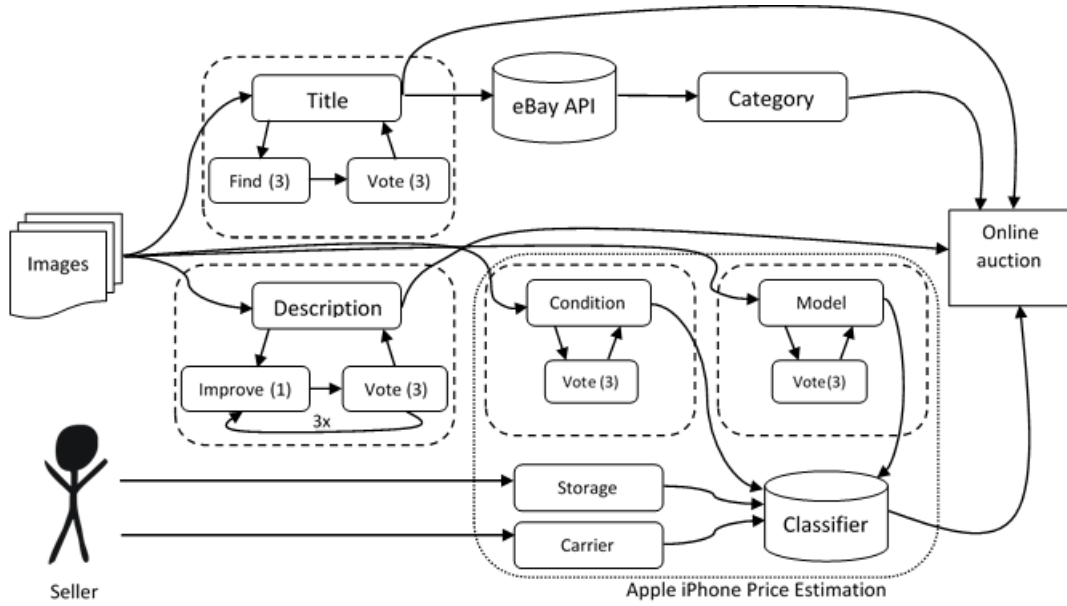 Title
eBay API
Category
Find (3)
Vote (3)
Images
Online
auction
Description
Condition
Model
Improve (1)
Vote (3)
Vote (3)
Vote(3)
3x
Storage
Classifier
Carrier
Seller
Apple iPhone Price Estimation